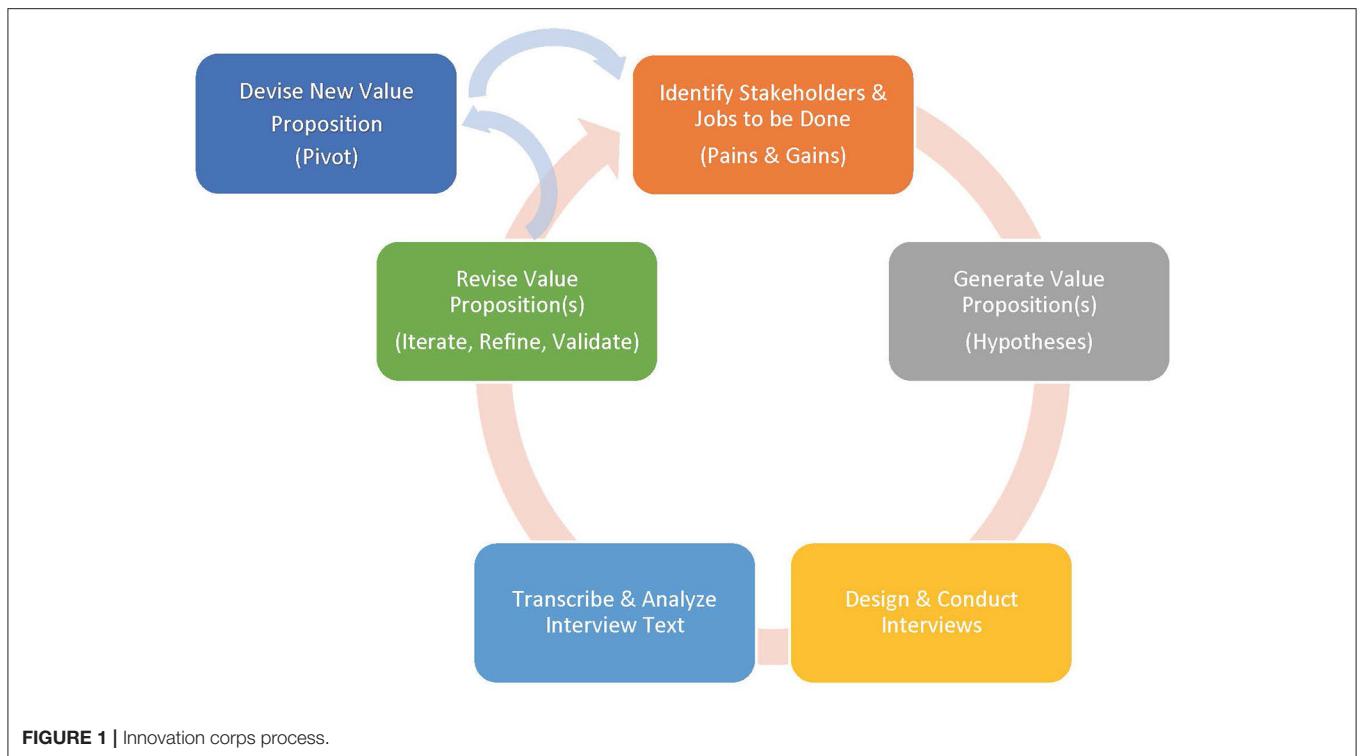 Devise New Value
Proposition
(Pivot)
Identify Stakeholders &
Jobs to be Done
(Pains & Gains)
Revise Value
Proposition(s)
(Iterate, Refine, Validate)
Generate Value
Proposition(s)
(Hypotheses)
Transcribe & Analyze
Interview Text
Design & Conduct
Interviews
FIGURE 1 | Innovation corps process.